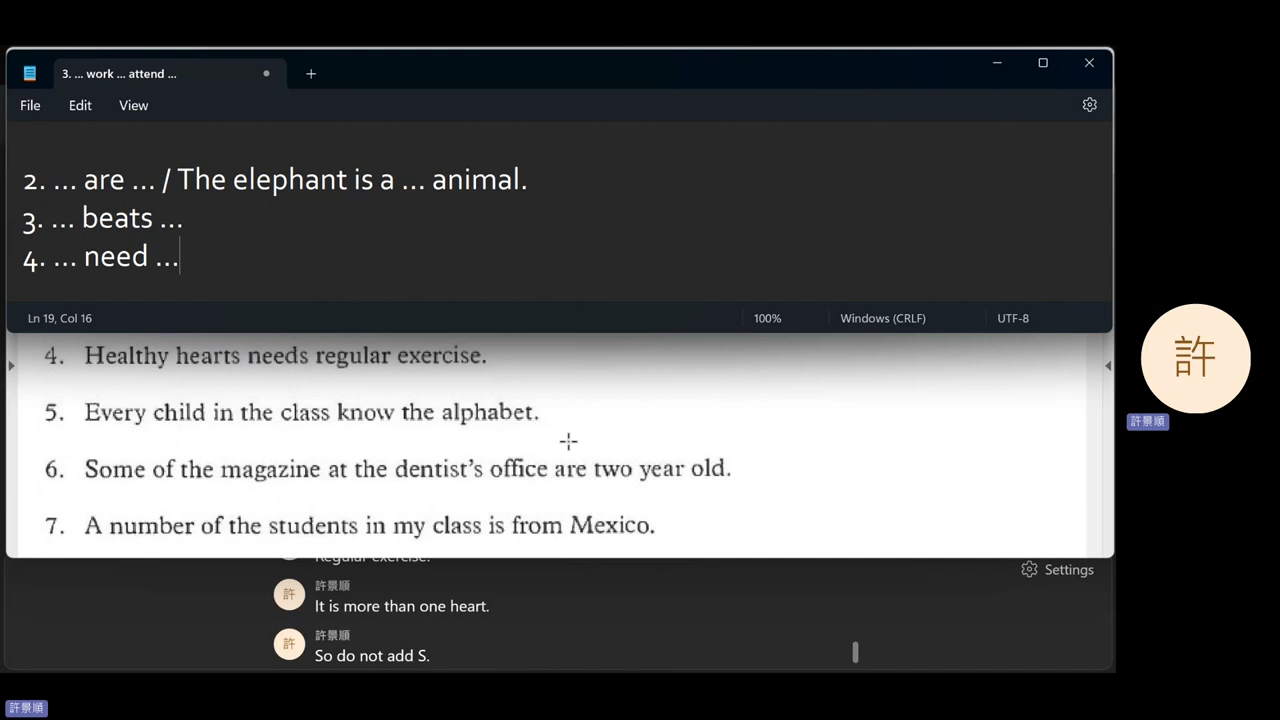 3. ... work ... attend ...
File Edit View
2. ... are ... / The elephant is a ... animal.
3. ... beats ...
4. ... need ...
Ln 19, Col 16 100% Windows (CRLF) UTF-8
4. Healthy hearts needs regular exercise.
5. Every child in the class know the alphabet.
6. Some of the magazine at the dentist's office are two year old.
7. A number of the students in my class is from Mexico.
Regular exercise.
Settings
許 許景順
It is more than one heart.
許 許景順
So do not add S.
許
許景順
許景順